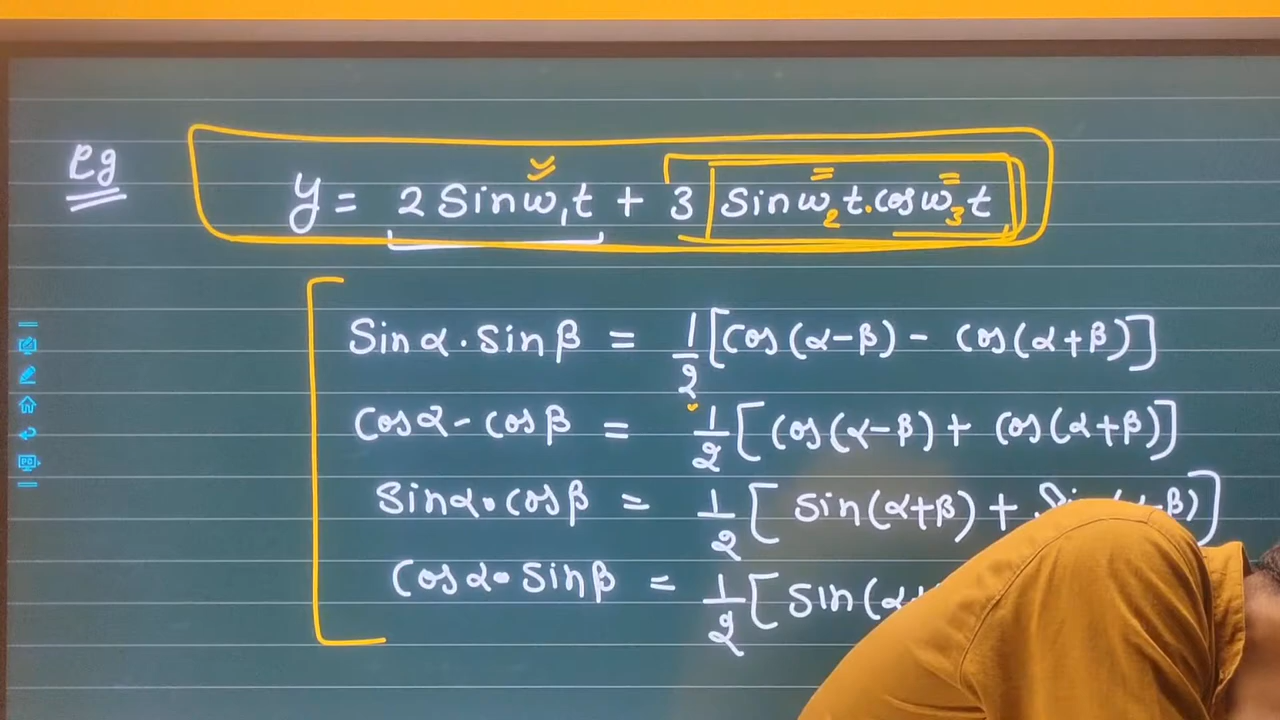 eg
y = 2 Sinω₁t + 3 Sinω₂t.cosω₃t
Sinα.sinβ = 1/2[cos(α-β) - cos(α+β)]
cosα-cosβ = 1/2[cos(α-β)+ cos(α+β)]
Sinα.cosβ = 1/2[ sin(α+β) + β)]
Cosα.sinβ = 1/2[ sin(α